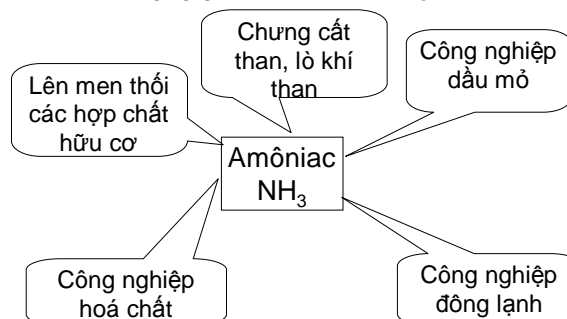 Chưng cất
than, lò khí
than
Công nghiệp
dầu mỏ
Lên men thối
các hợp chất
hữu cơ
Amôniac
NH₃
Công nghiệp
hoá chất
Công nghiệp
đông lạnh